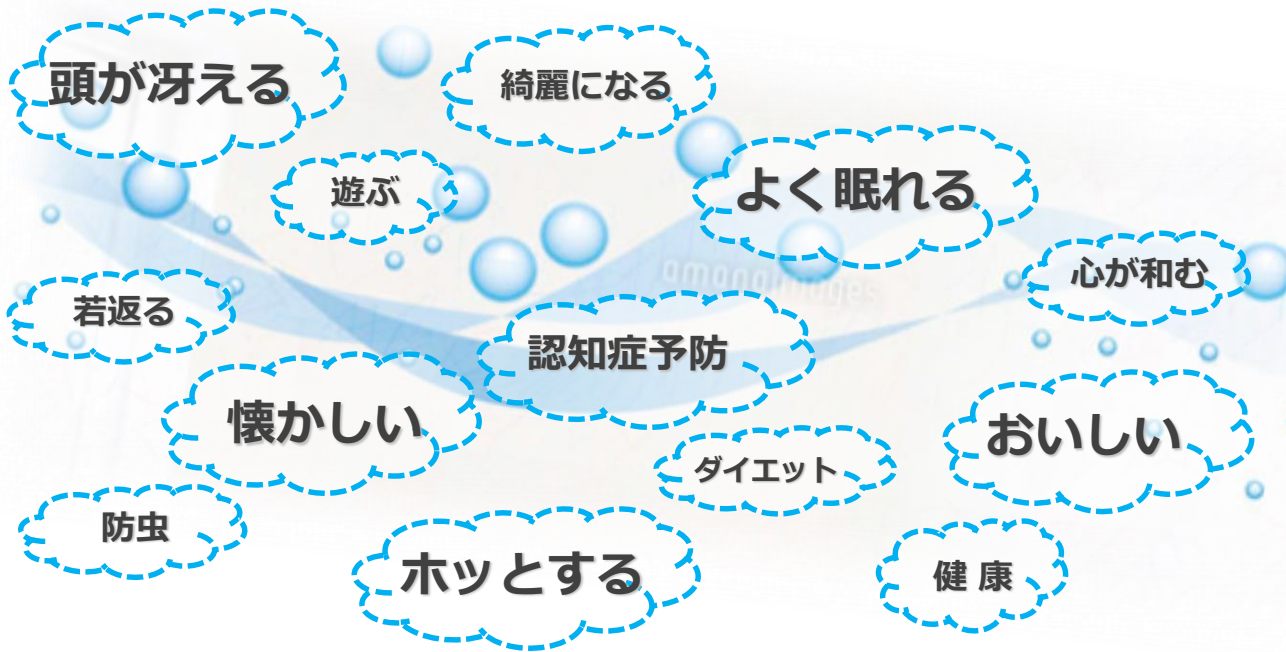 頭が冴える
綺麗になる
遊ぶ
よく眠れる
心が和む
amanaimages
若返る
認知症予防
懐かしい
おいしい
ダイエット
防虫
ホッとする
健 康